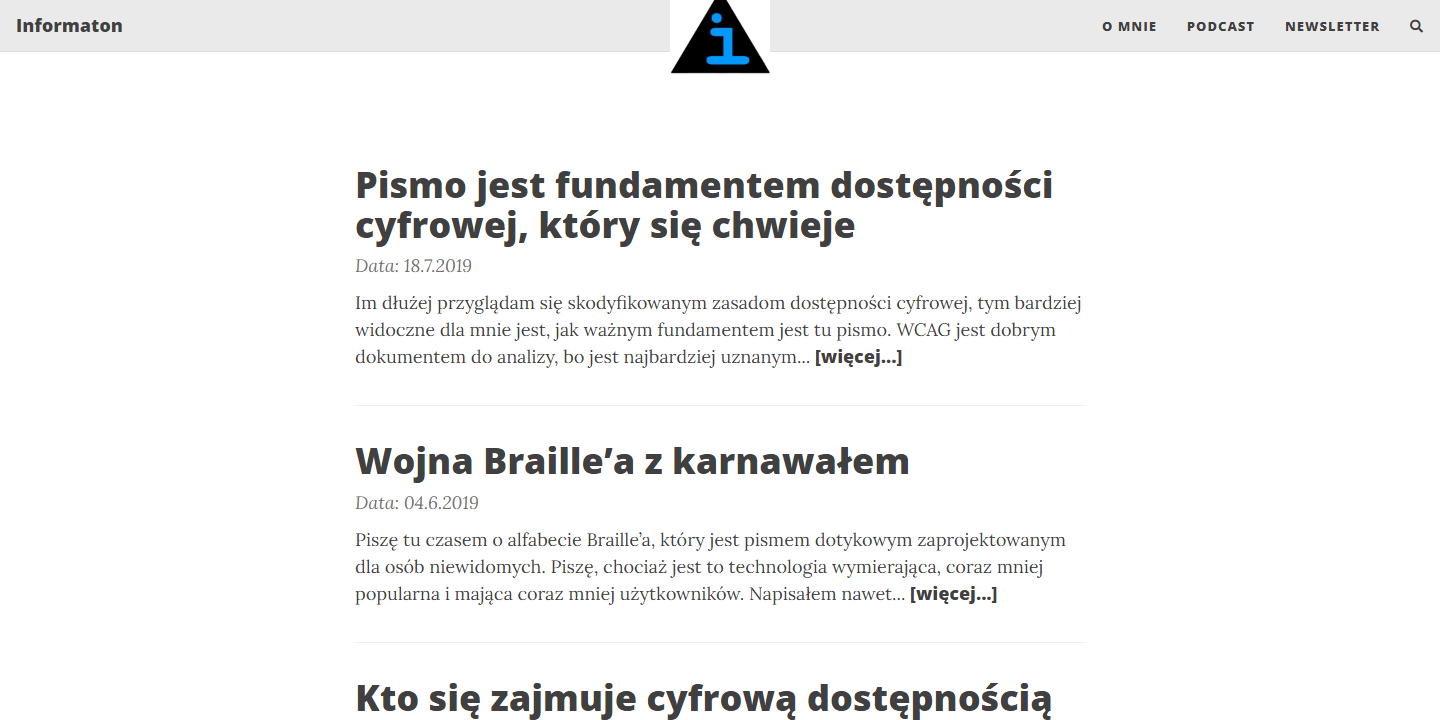 Informaton
i
O MNIE
PODCAST
NEWSLETTER
Pismo jest fundamentem dostępności
cyfrowej, który się chwieje
Data: 18.7.2019
Im dłużej przyglądam się skodyfikowanym zasadom dostępności cyfrowej, tym bardziej
widoczne dla mnie jest, jak ważnym fundamentem jest tu pismo. WCAG jest dobrym
dokumentem do analizy, bo jest najbardziej uznanym... [więcej...]
Wojna Braille’a z karnawałem
Data: 04.6.2019
Piszę tu czasem o alfabecie Braille’a, który jest pismem dotykowym zaprojektowanym
dla osób niewidomych. Piszę, chociaż jest to technologia wymierająca, coraz mniej
popularna i mająca coraz mniej użytkowników. Napisałem nawet... [więcej...]
Kto się zajmuje cyfrową dostępnością